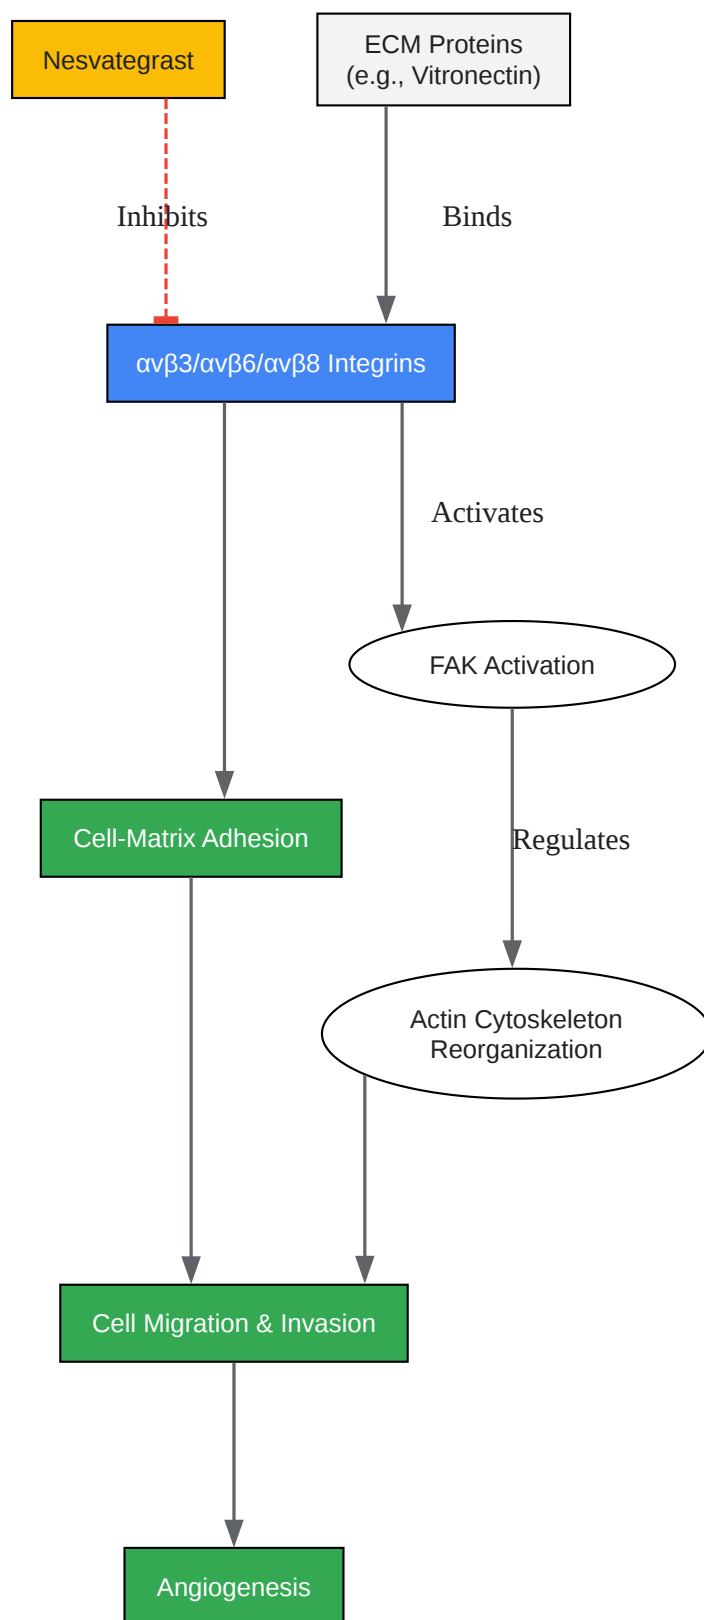 Nesvategrast
ECM Proteins
(e.g., Vitronectin)
Inhibits
Binds
αvβ3/αvβ6/αvβ8 Integrins
Activates
FAK Activation
Cell-Matrix Adhesion
Regulates
Actin Cytoskeleton
Reorganization
Cell Migration & Invasion
Angiogenesis